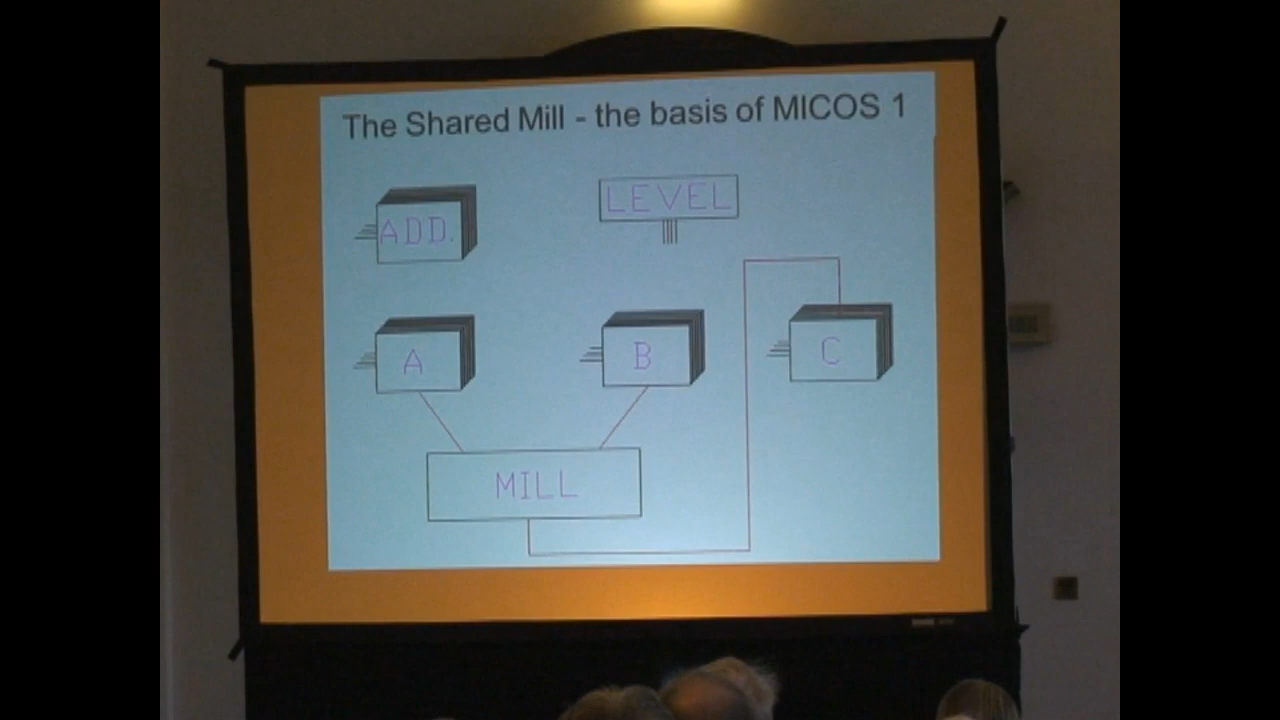 The Shared Mill - the basis of MICOS 1
ADD.
LEVEL
A
B
C
MILL